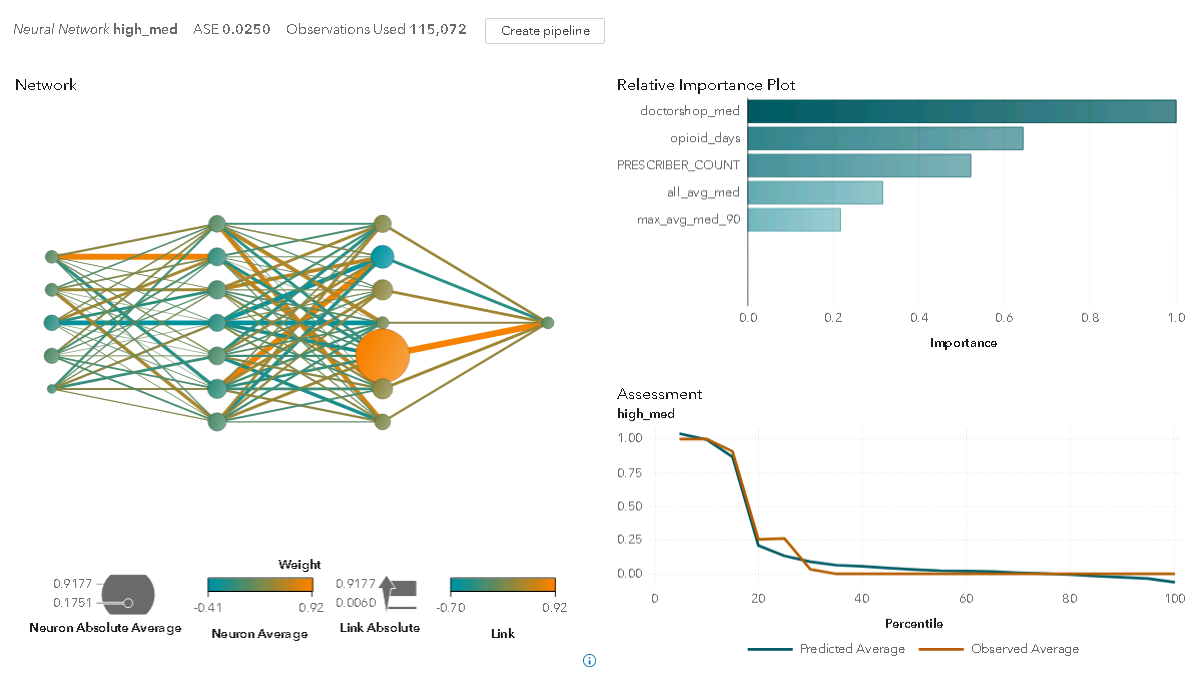 Neural Network high_med ASE 0.0250 Observations Used 115,072 Create pipeline
Network
Weight
0.9177
0.1751
Neuron Absolute Average
-0.41 0.92
Neuron Average
0.9177
0.0060
Link Absolute
-0.70 0.92
Link
Relative Importance Plot
doctorshop_med
opioid_days
PRESCRIBER_COUNT
all_avg_med
max_avg_med_90
0.0 0.2 0.4 0.6 0.8 1.0
Importance
Assessment
high_med
1.00
0.75
0.50
0.25
0.00
0 20 40 60 80 100
Percentile
Predicted Average Observed Average